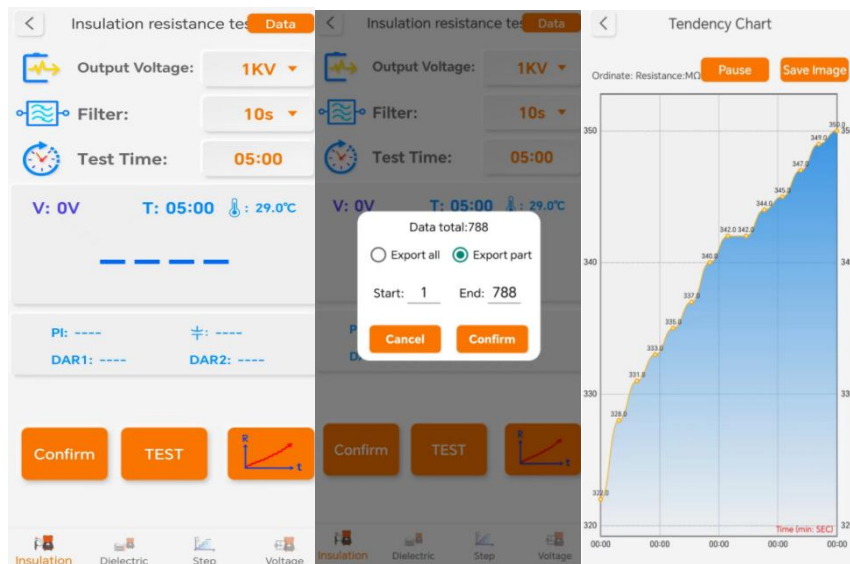 Insulation resistance tes
Data
Output Voltage:
1KV
Filter:
10s
Test Time:
05:00
V: 0V
T: 05:00
: 29.0℃
----
PI: ----
: ----
DAR1: ----
DAR2: ----
Confirm
TEST
R
t
Insulation
Dielectric
Step
Voltage
Insulation resistance tes
Data
Output Voltage:
1KV
Filter:
10s
Test Time:
05:00
V: 0V
T: 05:00
: 29.0℃
Data total:788
Export all
Export part
Start: 1
End: 788
Cancel
Confirm
Confirm
TEST
Insulation
Dielectric
Step
Voltage
Tendency Chart
Ordinate: Resistance:MΩ
Pause
Save Image
350
340
330
320
328.0
331.0
333.0
335.0
337.0
340.0
342.0
342.0
344.0
345.0
347.0
349.0
350.0
Time (min: SEC)
00:00
00:00
00:00
00:00
00:00